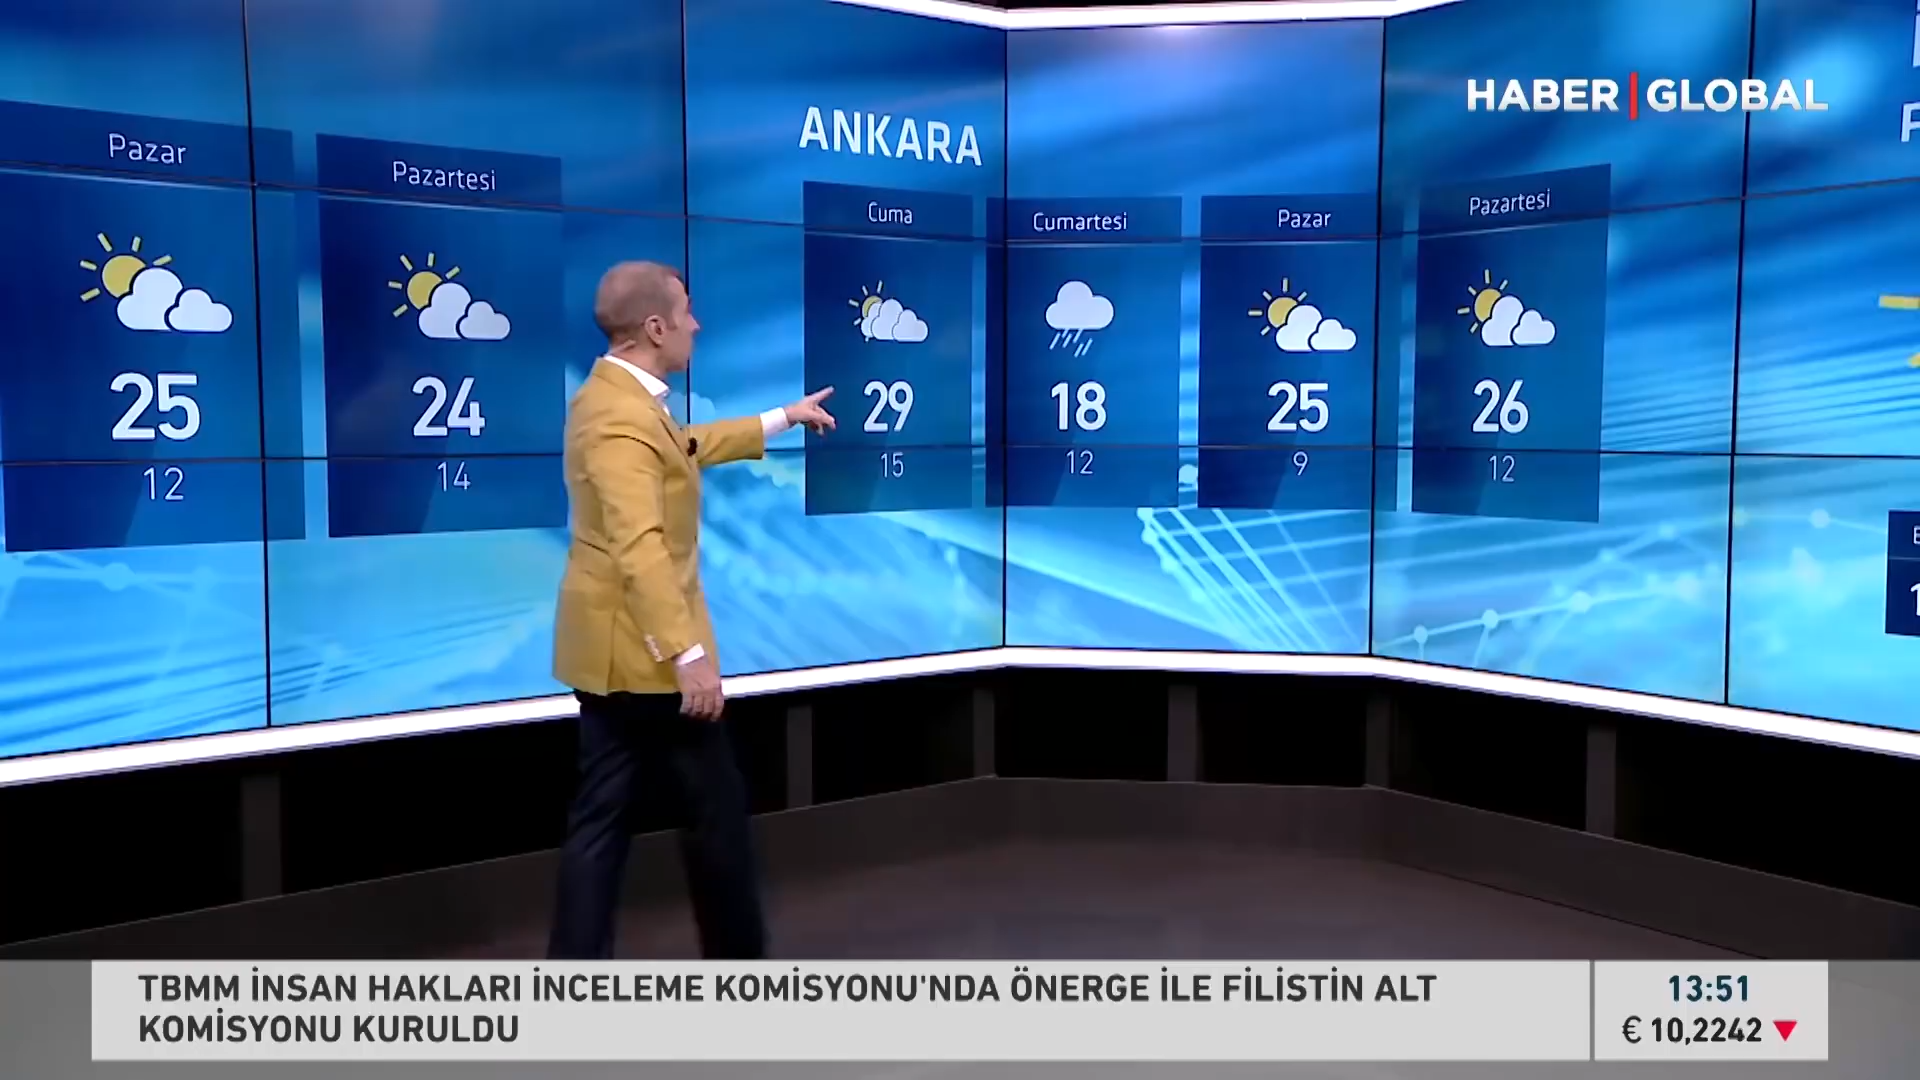 HABER|GLOBAL
Pazar
25
12
Pazartesi
24
14
ANKARA
Cuma
29
15
Cumartesi
18
12
Pazar
25
9
Pazartesi
26
12
TBMM İNSAN HAKLARI İNCELEME KOMİSYONU'NDA ÖNERGE İLE FİLİSTİN ALT
KOMİSYONU KURULDU
13:51
€ 10,2242